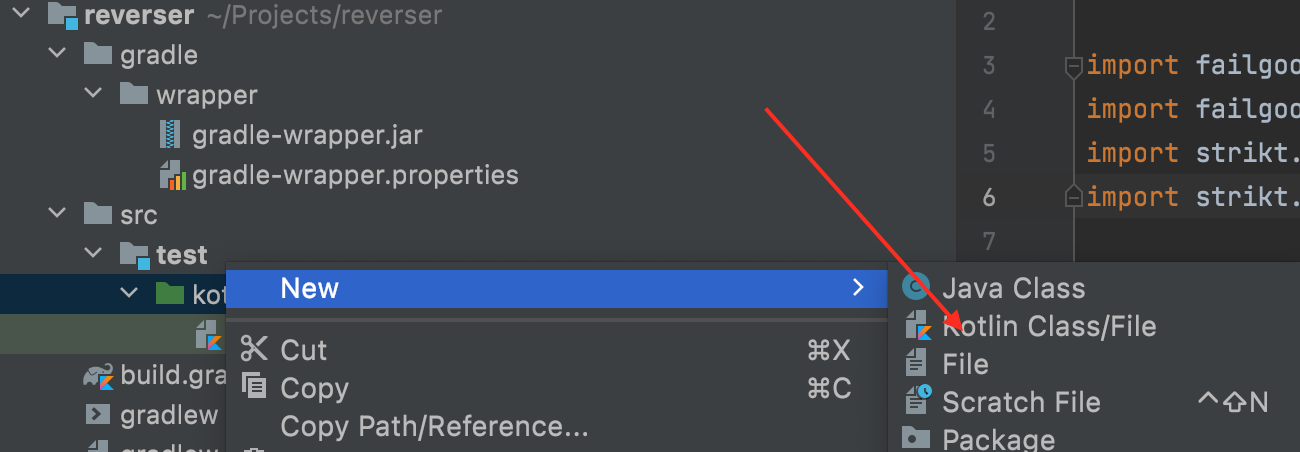 reverser ~/Projects/reverser
gradle
wrapper
gradle-wrapper.jar
gradle-wrapper.properties
src
test
kot
build.gra
gradlew
gradlew
2
3 import failgoo
4 import failgoo
5 import strikt.
6 import strikt.
7
New
Cut ⌘X
Copy ⌘C
Copy Path/Reference...
Java Class
Kotlin Class/File
File
Scratch File ^⇧N
Package